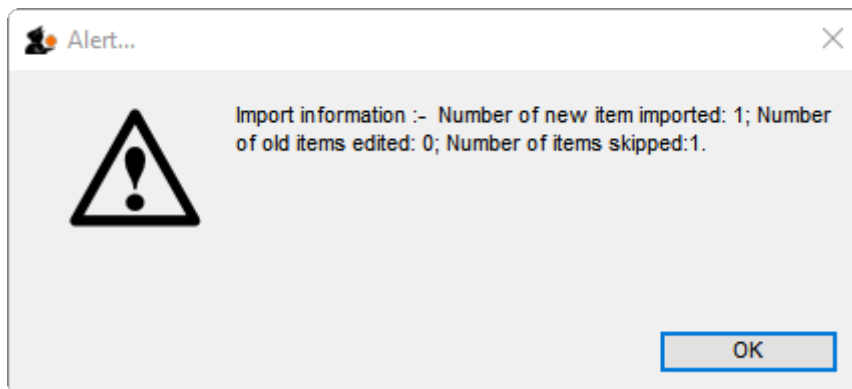 Alert...
Import information :-  Number of new item imported: 1; Number
of old items edited: 0; Number of items skipped:1.
OK